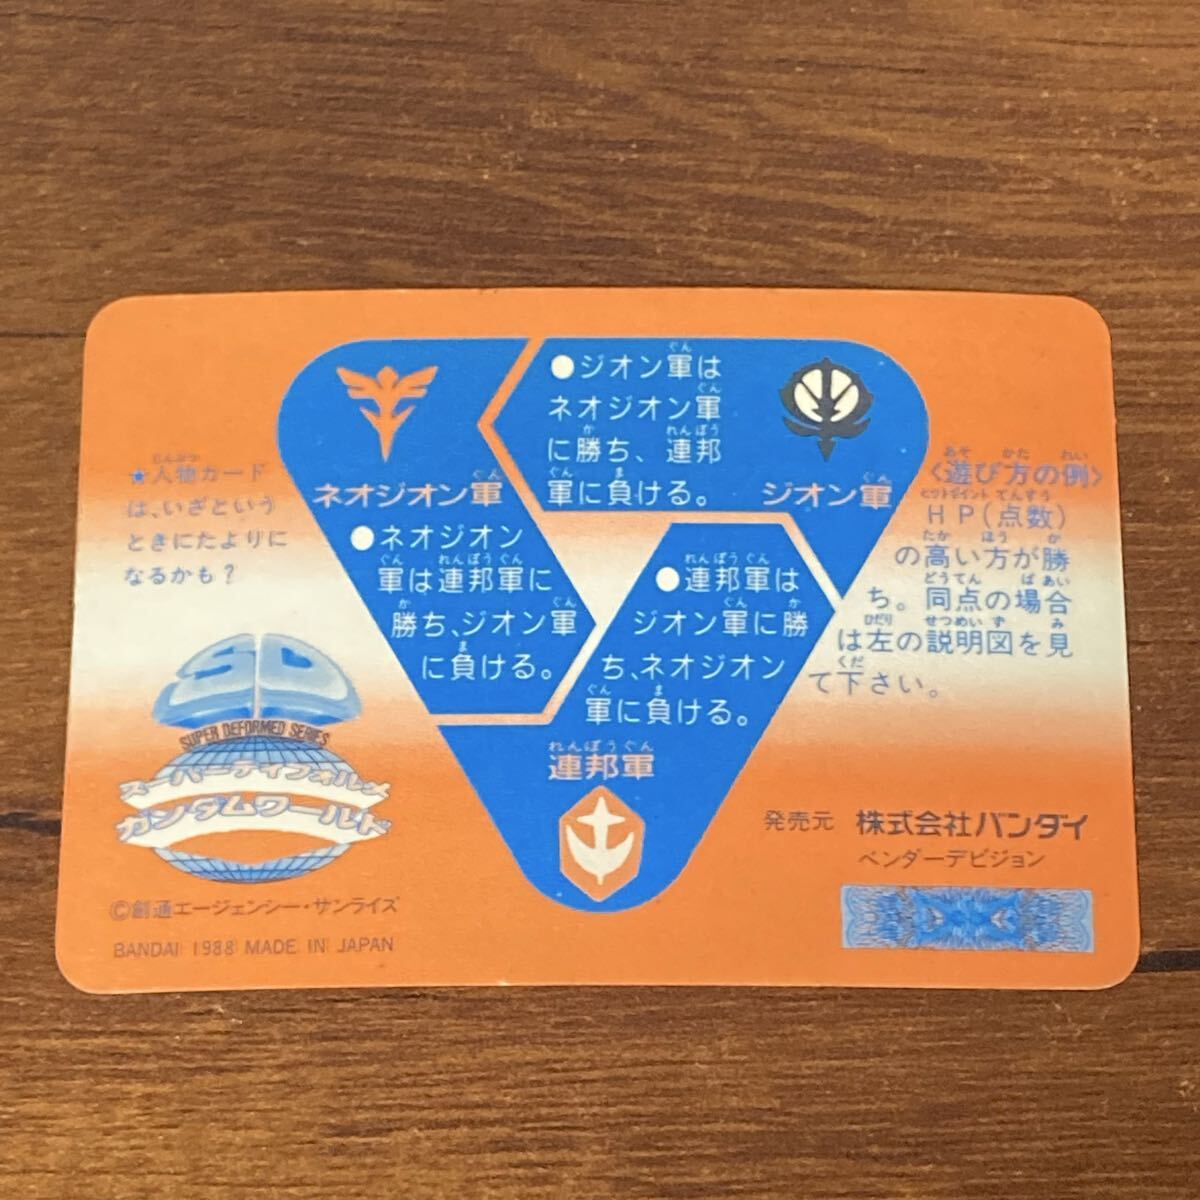 ★人物カード
は、いざという
ときにたよりに
なるかも？
ネオジオン軍
●ネオジオン
軍は連邦軍に
勝ち、ジオン軍
に負ける。
●ジオン軍は
ネオジオン軍
に勝ち、連邦
軍に負ける。
ジオン軍
●連邦軍は
ジオン軍に勝
ち、ネオジオン
軍に負ける。
連邦軍
〈遊び方の例〉
HP(点数)
の高い方が勝
ち。同点の場合
は左の説明図を見
て下さい。
SD
SUPER DEFORMED SERIES
スーパーディフォルメ
ガンダムワールド
©創通エージェンシー・サンライズ
BANDAI 1988 MADE IN JAPAN
発売元 株式会社バンダイ
ベンダーデビジョン